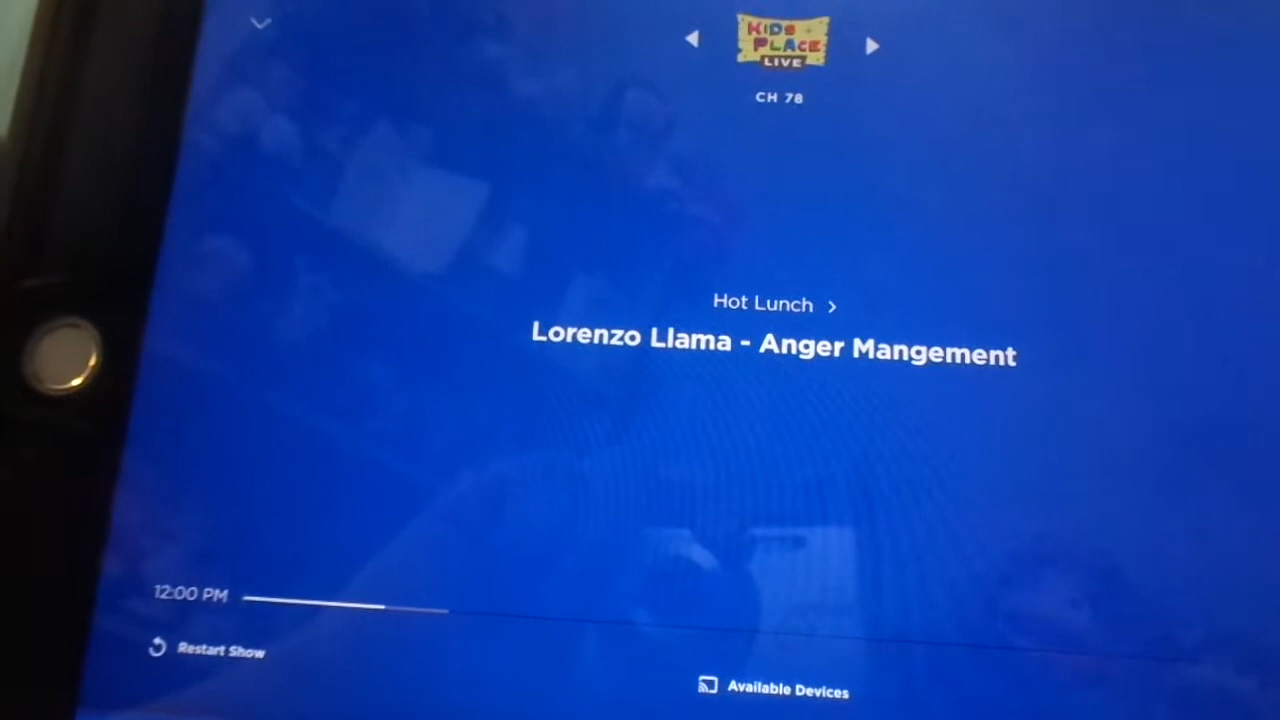 KIDS
PLACE
LIVE
CH 78
Hot Lunch
Lorenzo Llama - Anger Mangement
12:00 PM
Restart Show
Available Devices